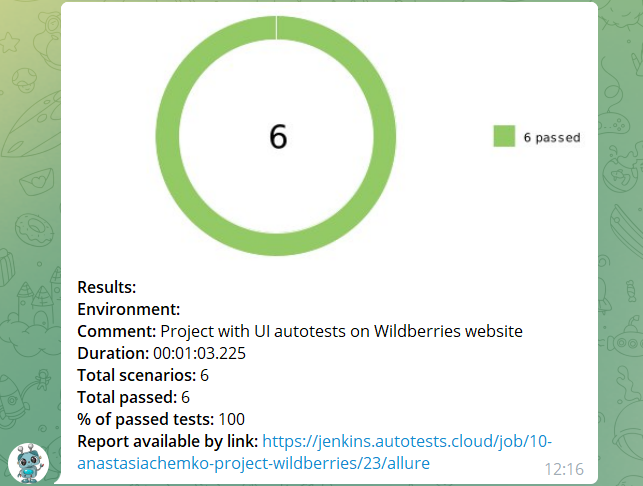 6
6 passed
Results:
Environment:
Comment: Project with UI autotests on Wildberries website
Duration: 00:01:03.225
Total scenarios: 6
Total passed: 6
% of passed tests: 100
Report available by link: https://jenkins.autotests.cloud/job/10-
anastasiachemko-project-wildberries/23/allure
12:16